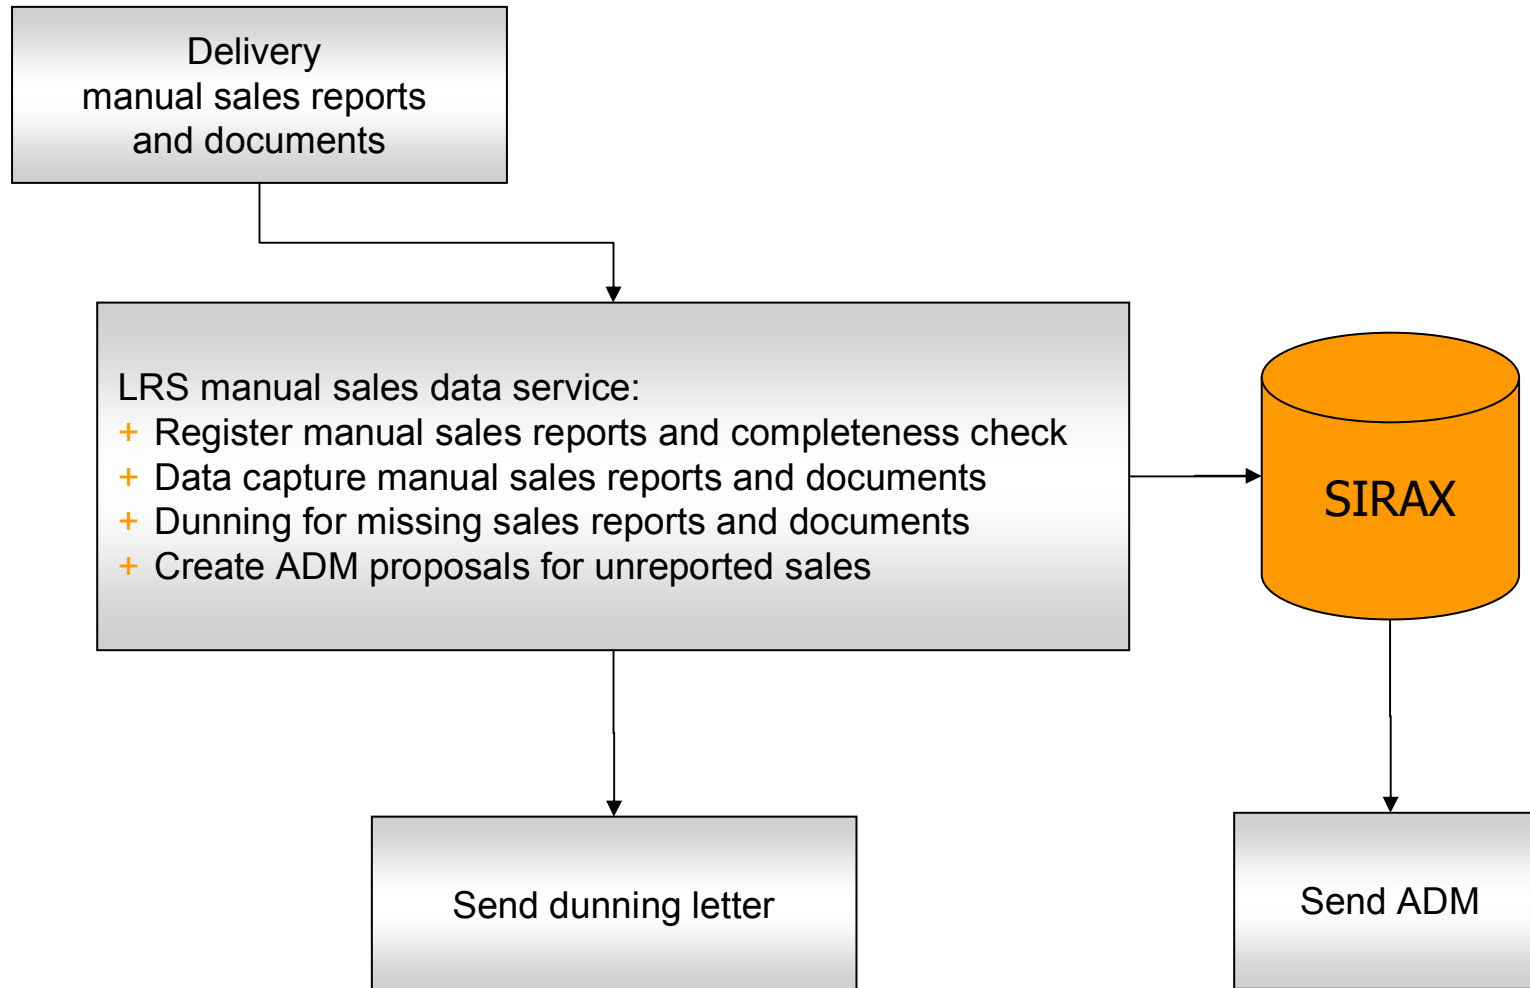 Delivery
manual sales reports
and documents
LRS manual sales data service:
+ Register manual sales reports and completeness check
+ Data capture manual sales reports and documents
+ Dunning for missing sales reports and documents
+ Create ADM proposals for unreported sales
SIRAX
Send dunning letter
Send ADM